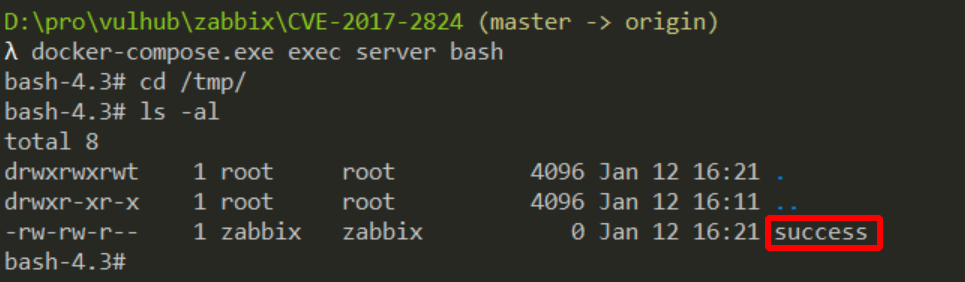 D:\pro\vulhub\zabbix\CVE-2017-2824 (master -> origin)
λ docker-compose.exe exec server bash
bash-4.3# cd /tmp/
bash-4.3# ls -al
total 8
drwxrwxrwt    1 root     root          4096 Jan 12 16:21 .
drwxr-xr-x    1 root     root          4096 Jan 12 16:11 ..
-rw-rw-r--    1 zabbix   zabbix           0 Jan 12 16:21 success
bash-4.3#